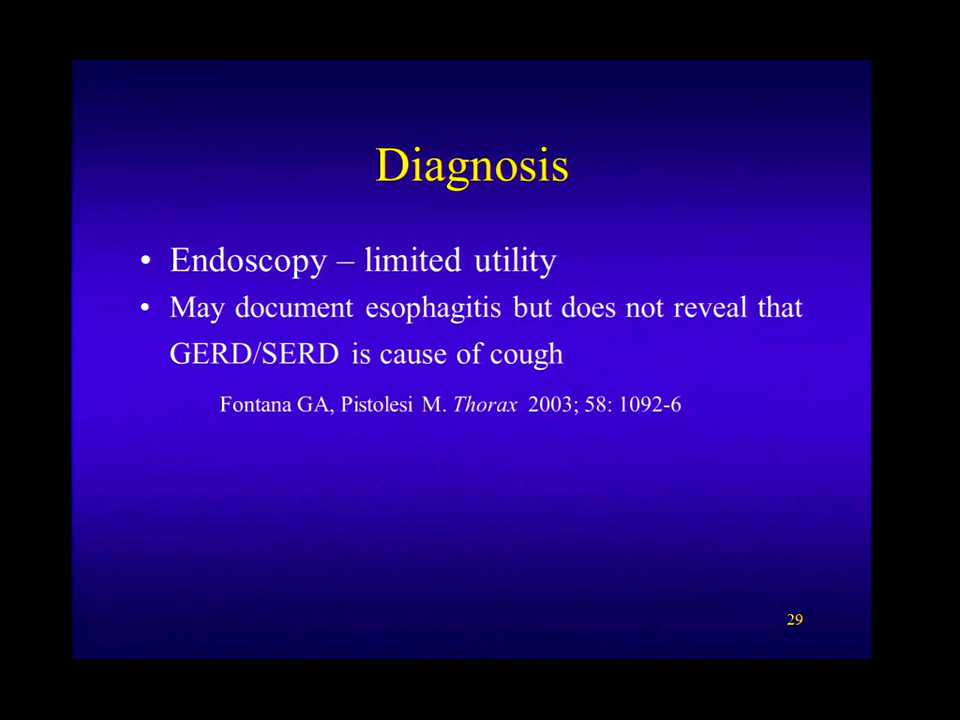 Diagnosis
• Endoscopy – limited utility
• May document esophagitis but does not reveal that
GERD/SERD is cause of cough
Fontana GA, Pistolesi M. Thorax 2003; 58: 1092-6
29